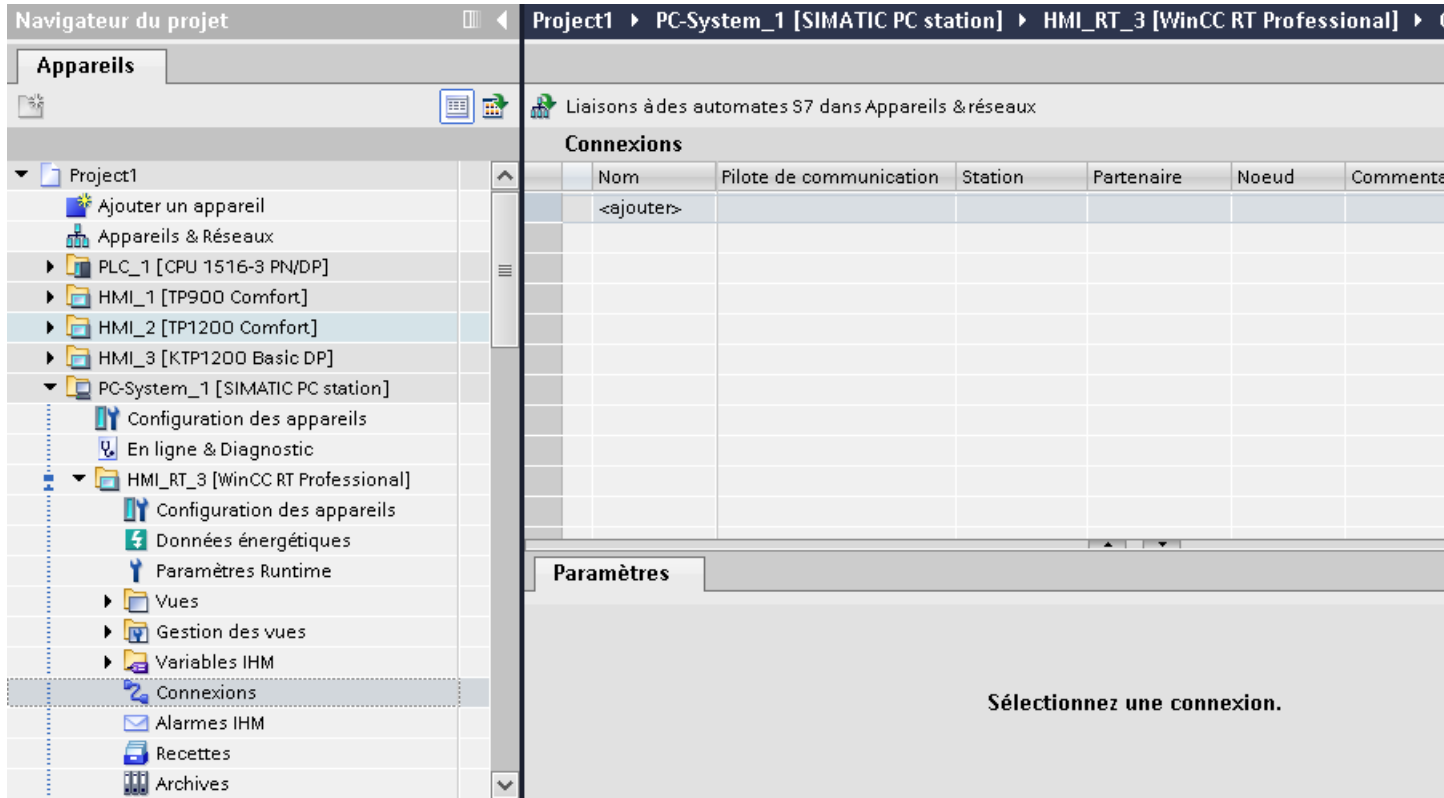 Navigateur du projet
Appareils
Project1
Ajouter un appareil
Appareils & Réseaux
PLC_1 [CPU 1516-3 PN/DP]
HMI_1 [TP900 Comfort]
HMI_2 [TP1200 Comfort]
HMI_3 [KTP1200 Basic DP]
PC-System_1 [SIMATIC PC station]
Configuration des appareils
En ligne & Diagnostic
HMI_RT_3 [WinCC RT Professional]
Configuration des appareils
Données énergétiques
Paramètres Runtime
Vues
Gestion des vues
Variables IHM
Connexions
Alarmes IHM
Recettes
Archives
Project1 ▸ PC-System_1 [SIMATIC PC station] ▸ HMI_RT_3 [WinCC RT Professional] ▸
Liaisons à des automates S7 dans Appareils & réseaux
Connexions
Nom Pilote de communication Station Partenaire Noeud Commenta
<ajouter>
Paramètres
Sélectionnez une connexion.